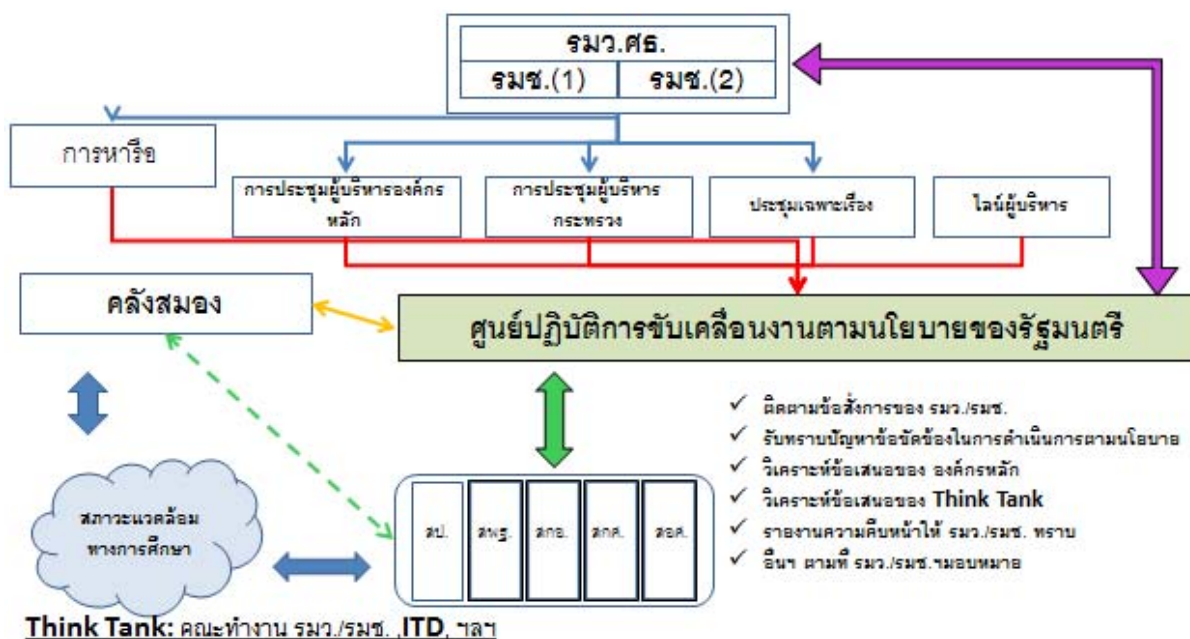 รมว.ศธ.
รมช.(1) รมช.(2)
การหารือ
การประชุมผู้บริหารองค์กร
หลัก
การประชุมผู้บริหาร
กระทรวง
ประชุมเฉพาะเรื่อง
ไลน์ผู้บริหาร
คลังสมอง
ศูนย์ปฏิบัติการขับเคลื่อนงานตามนโยบายของรัฐมนตรี
✓ ติดตามข้อสั่งการของ รมว./รมช.
✓ รับทราบปัญหาข้อขัดข้องในการดำเนินการตามนโยบาย
✓ วิเคราะห์ข้อเสนอของ องค์กรหลัก
✓ วิเคราะห์ข้อเสนอของ Think Tank
✓ รายงานความคืบหน้าให้ รมว./รมช. ทราบ
✓ อื่นๆ ตามที่ รมว./รมช.ฯมอบหมาย
สภาวะแวดล้อม
ทางการศึกษา
สป. สพฐ. สกอ. สกศ. สอศ.
Think Tank: คณะทำงาน รมว./รมช. ,ITD, ฯลฯ